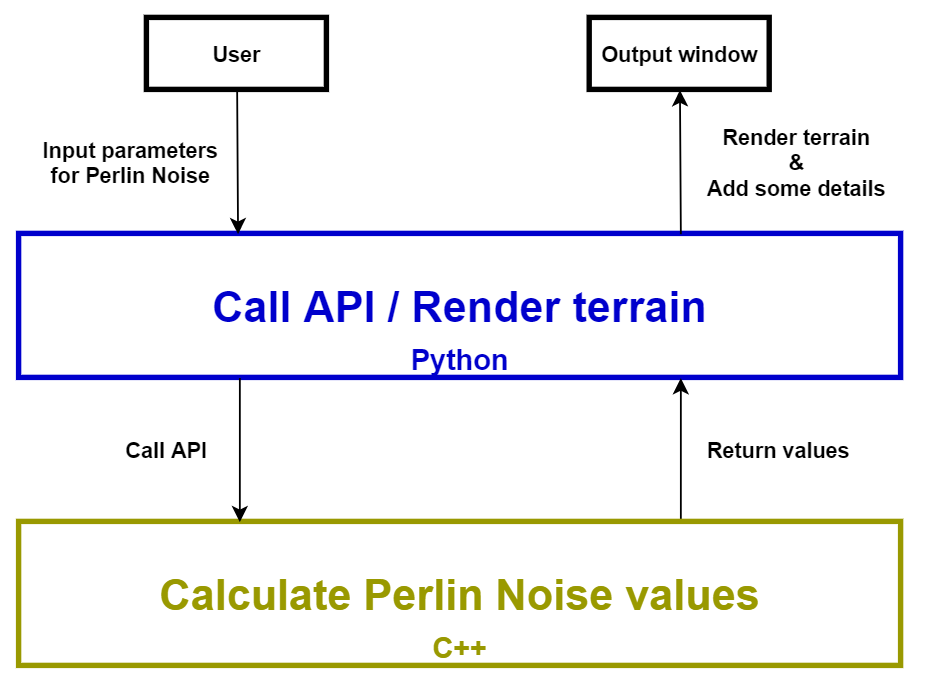 User
Output window
Input parameters
for Perlin Noise
Render terrain
&
Add some details
Call API / Render terrain
Python
Call API
Return values
Calculate Perlin Noise values
C++